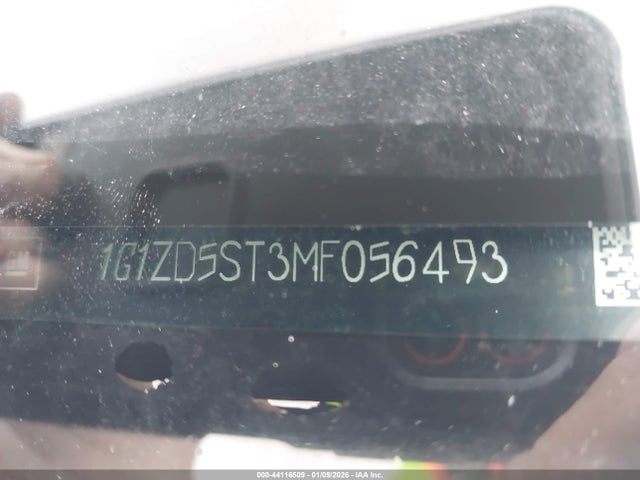 1G1ZD5ST3MF056493
000-44116509 | 01/09/2026 - IAA Inc.